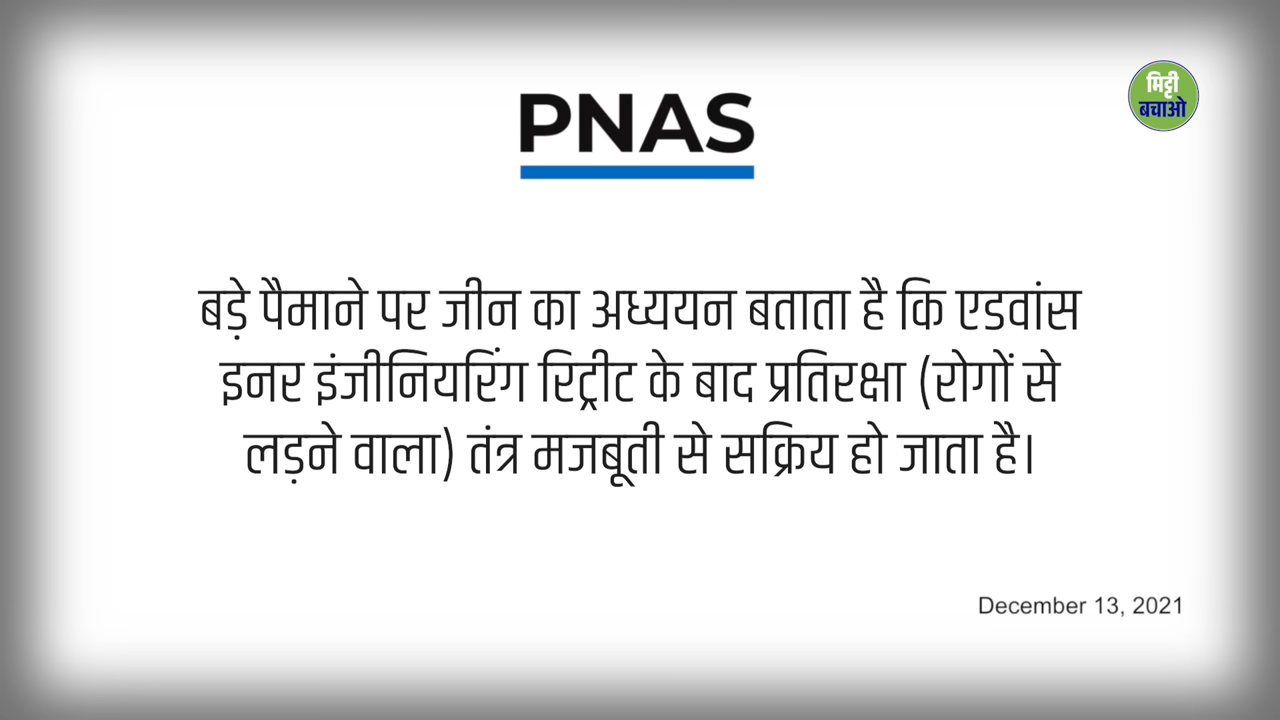 मिट्टी
बचाओ
PNAS
बड़े पैमाने पर जीन का अध्ययन बताता है कि एडवांस
इनर इंजीनियरिंग रिट्रीट के बाद प्रतिरक्षा (रोगों से
लड़ने वाला) तंत्र मजबूती से सक्रिय हो जाता है।
December 13, 2021